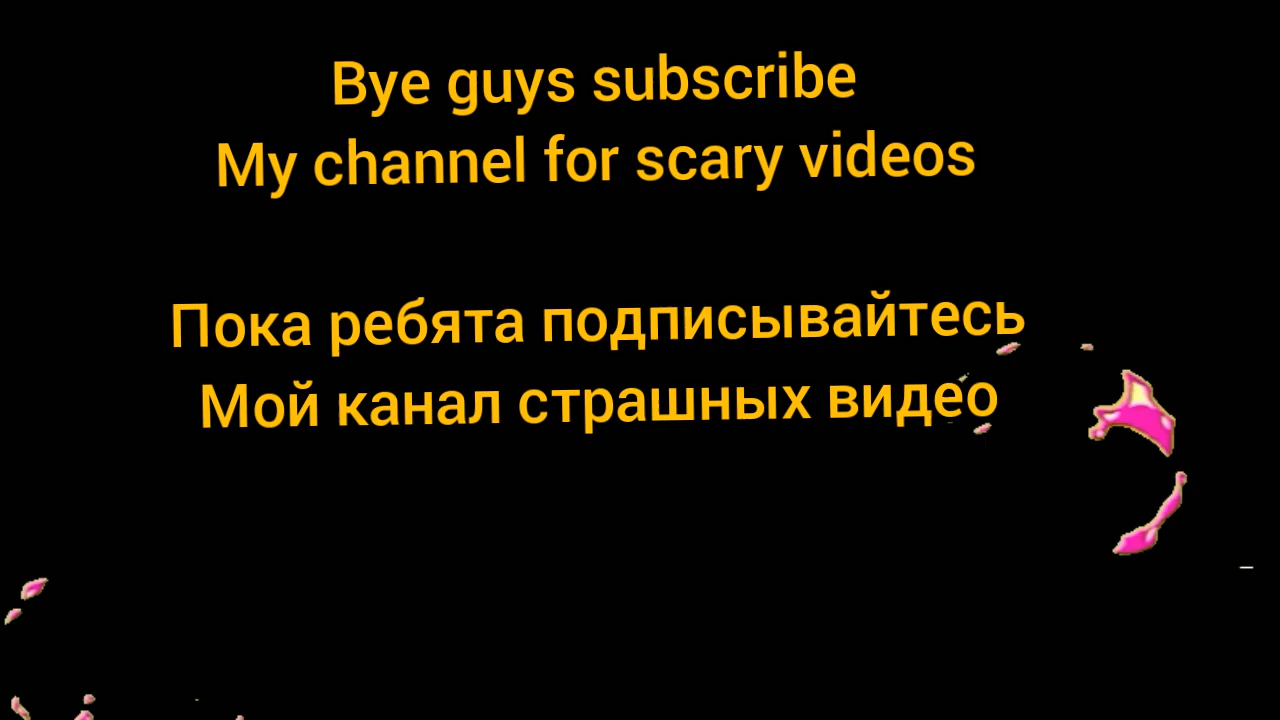 Bye guys subscribe
My channel for scary videos
Пока ребята подписывайтесь
Мой канал страшных видео